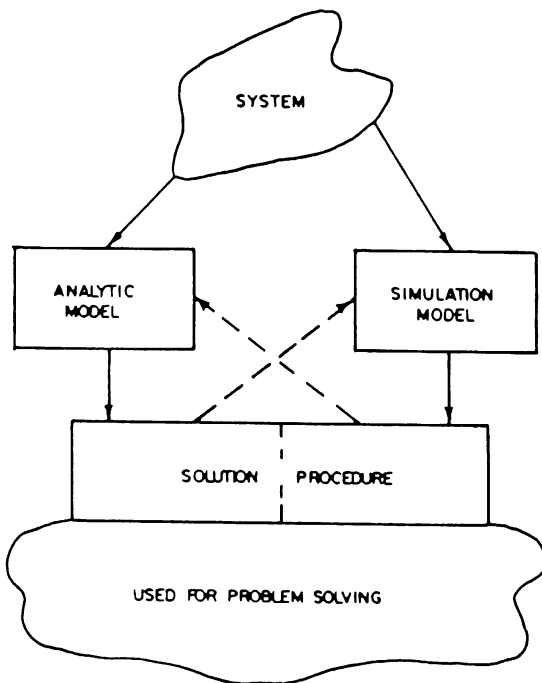 SYSTEM
ANALYTIC
MODEL
SIMULATION
MODEL
SOLUTION PROCEDURE
USED FOR PROBLEM SOLVING